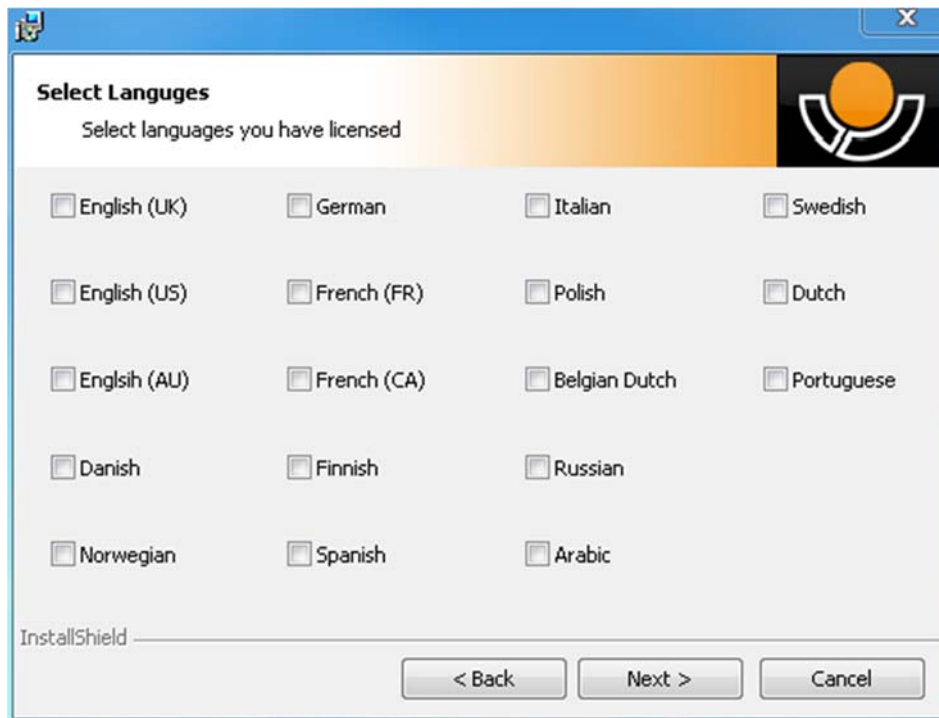 Select Languges
Select languages you have licensed
English (UK) German Italian Swedish
English (US) French (FR) Polish Dutch
Englsih (AU) French (CA) Belgian Dutch Portuguese
Danish Finnish Russian
Norwegian Spanish Arabic
InstallShield
< Back Next > Cancel